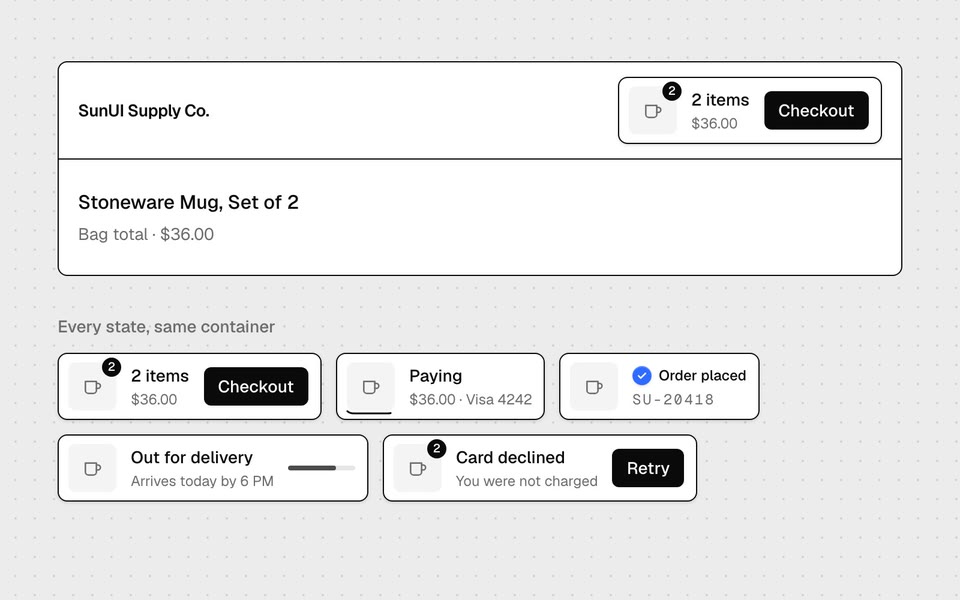 SunUI Supply Co.
2
2 items
$36.00
Checkout
Stoneware Mug, Set of 2
Bag total · $36.00
Every state, same container
2
2 items
$36.00
Checkout
Paying
$36.00 · Visa 4242
Order placed
SU-20418
Out for delivery
Arrives today by 6 PM
2
Card declined
You were not charged
Retry